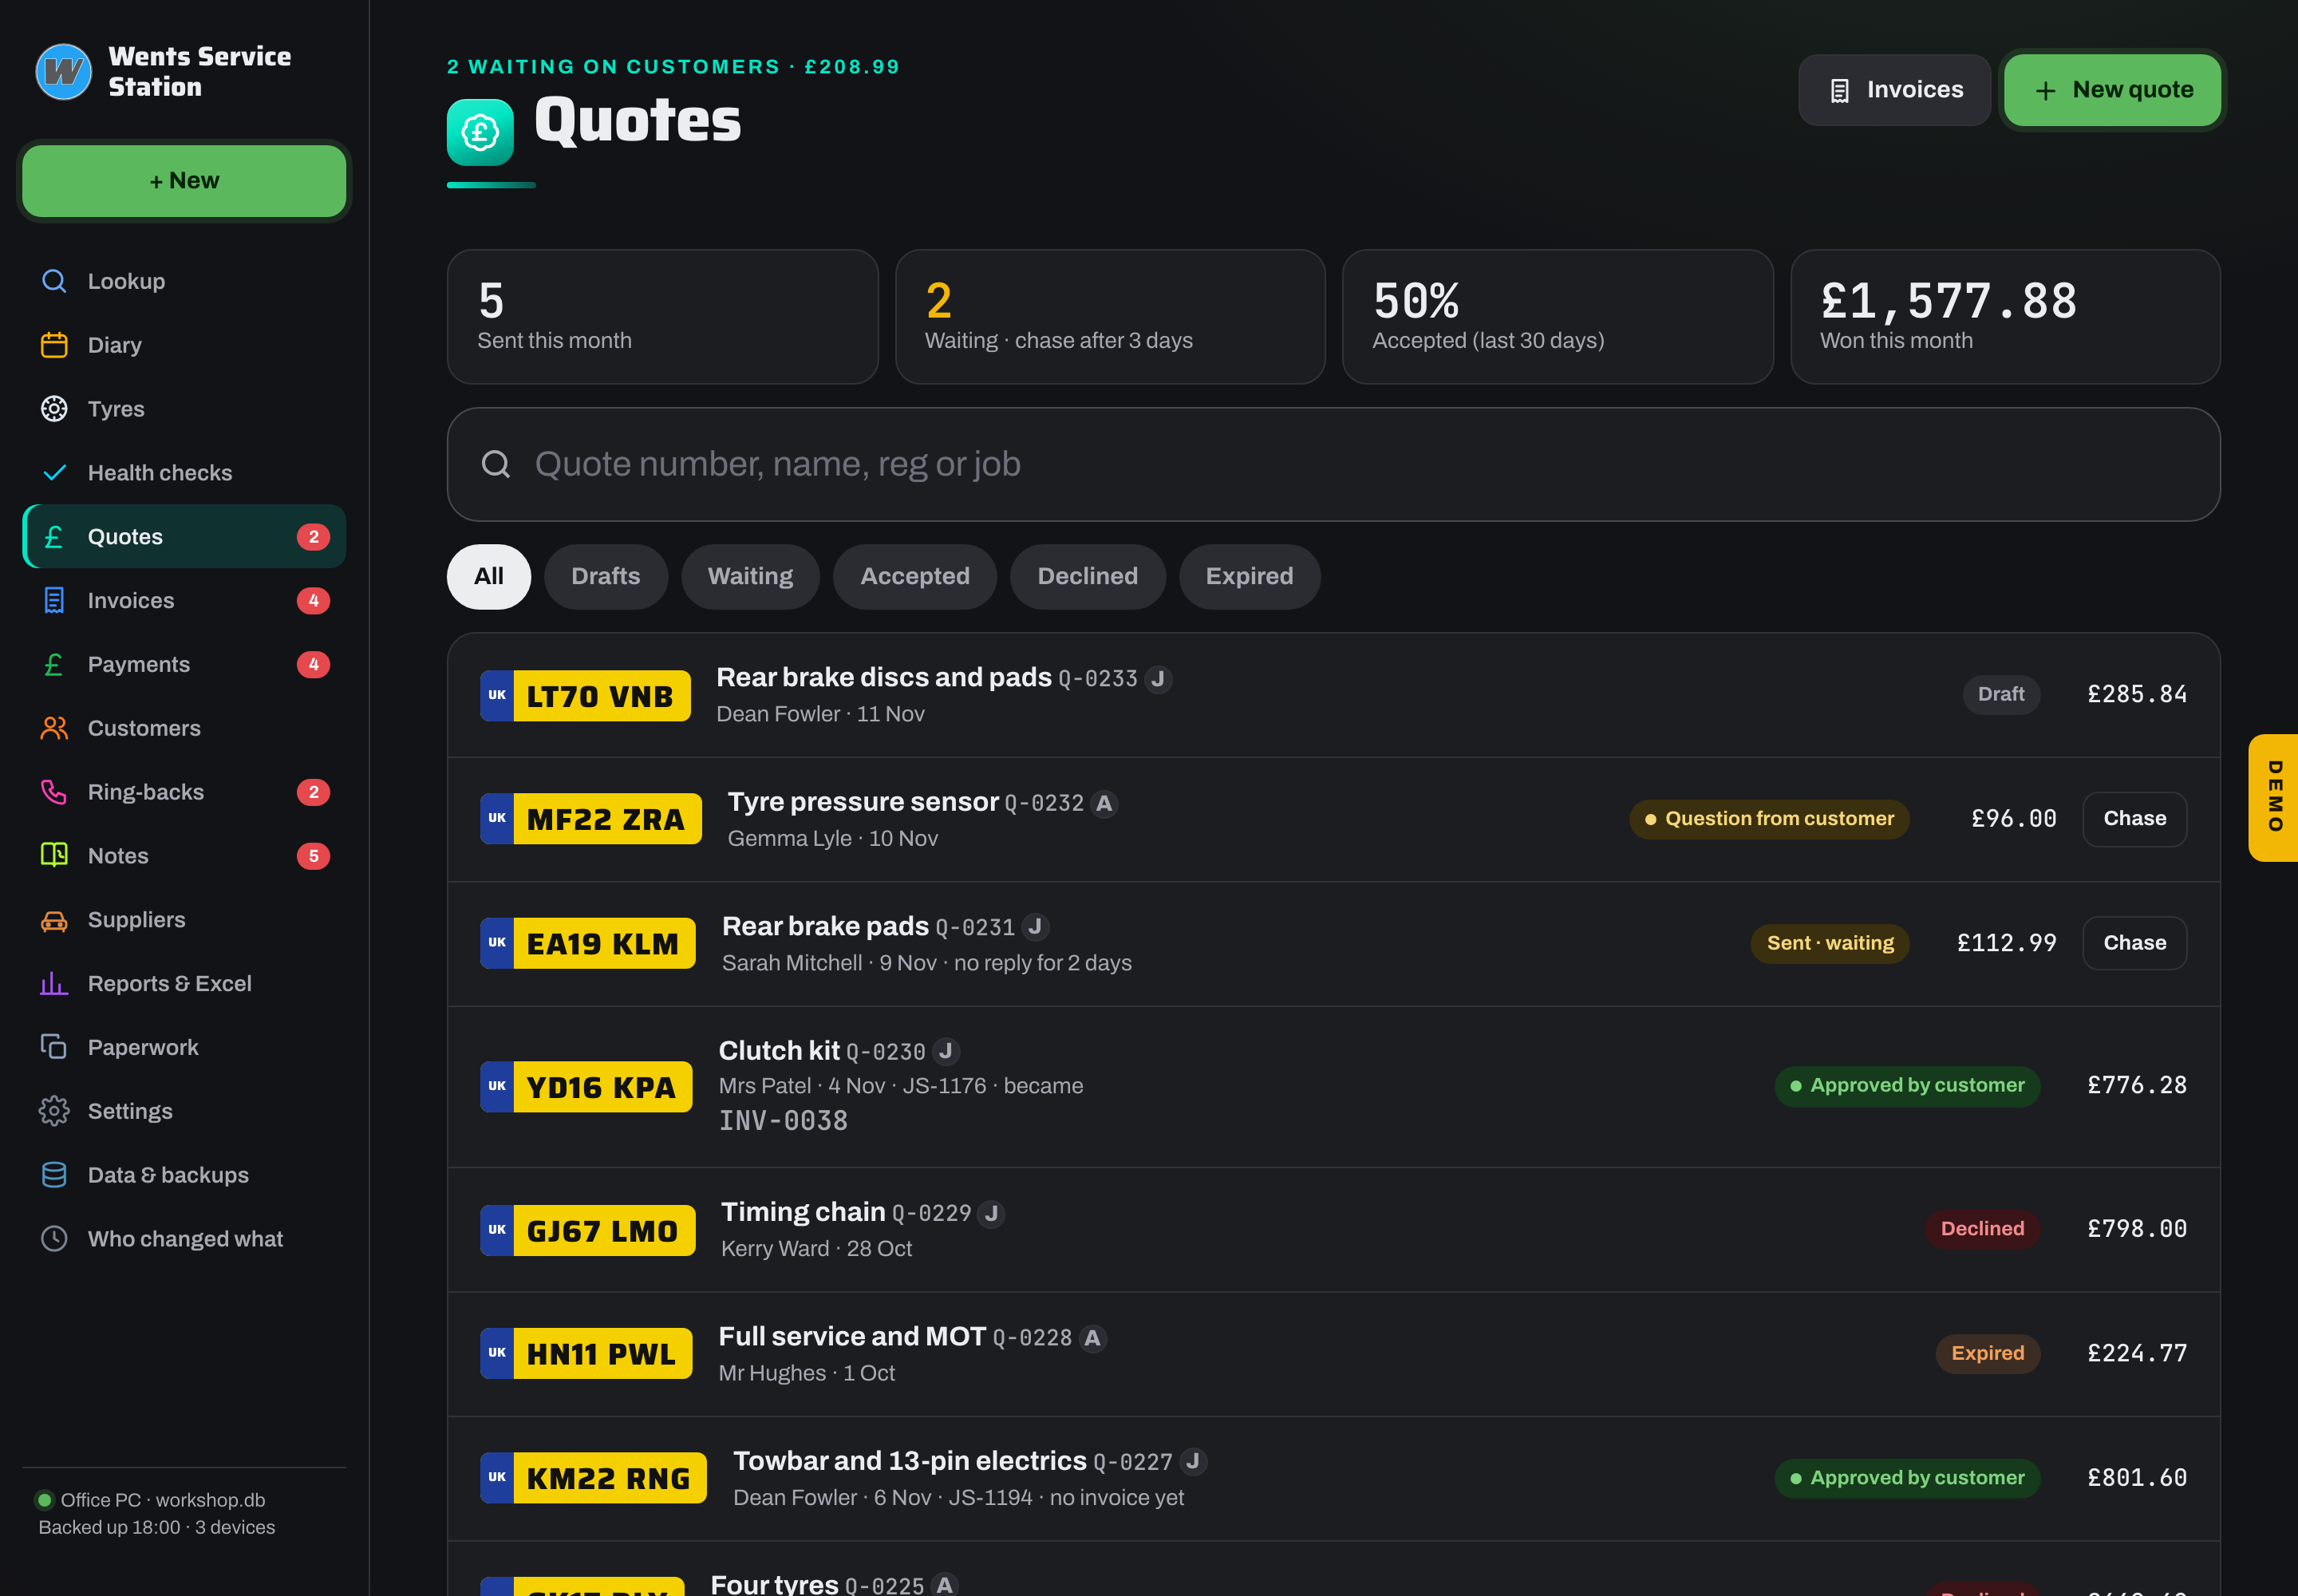 Wents Service
Station
+ New
Lookup
Diary
Tyres
Health checks
Quotes 2
Invoices 4
Payments 4
Customers
Ring-backs 2
Notes 5
Suppliers
Reports & Excel
Paperwork
Settings
Data & backups
Who changed what
Office PC · workshop.db
Backed up 18:00 · 3 devices
2 WAITING ON CUSTOMERS · £208.99
Quotes
Invoices
+ New quote
5
Sent this month
2
Waiting · chase after 3 days
50%
Accepted (last 30 days)
£1,577.88
Won this month
Quote number, name, reg or job
All Drafts Waiting Accepted Declined Expired
UK LT70 VNB Rear brake discs and pads Q-0233 J Draft £285.84
Dean Fowler · 11 Nov
UK MF22 ZRA Tyre pressure sensor Q-0232 A Question from customer £96.00 Chase
Gemma Lyle · 10 Nov
UK EA19 KLM Rear brake pads Q-0231 J Sent · waiting £112.99 Chase
Sarah Mitchell · 9 Nov · no reply for 2 days
UK YD16 KPA Clutch kit Q-0230 J Approved by customer £776.28
Mrs Patel · 4 Nov · JS-1176 · became
INV-0038
UK GJ67 LMO Timing chain Q-0229 J Declined £798.00
Kerry Ward · 28 Oct
UK HN11 PWL Full service and MOT Q-0228 A Expired £224.77
Mr Hughes · 1 Oct
UK KM22 RNG Towbar and 13-pin electrics Q-0227 J Approved by customer £801.60
Dean Fowler · 6 Nov · JS-1194 · no invoice yet
Four tyres Q-0225 A
DEMO